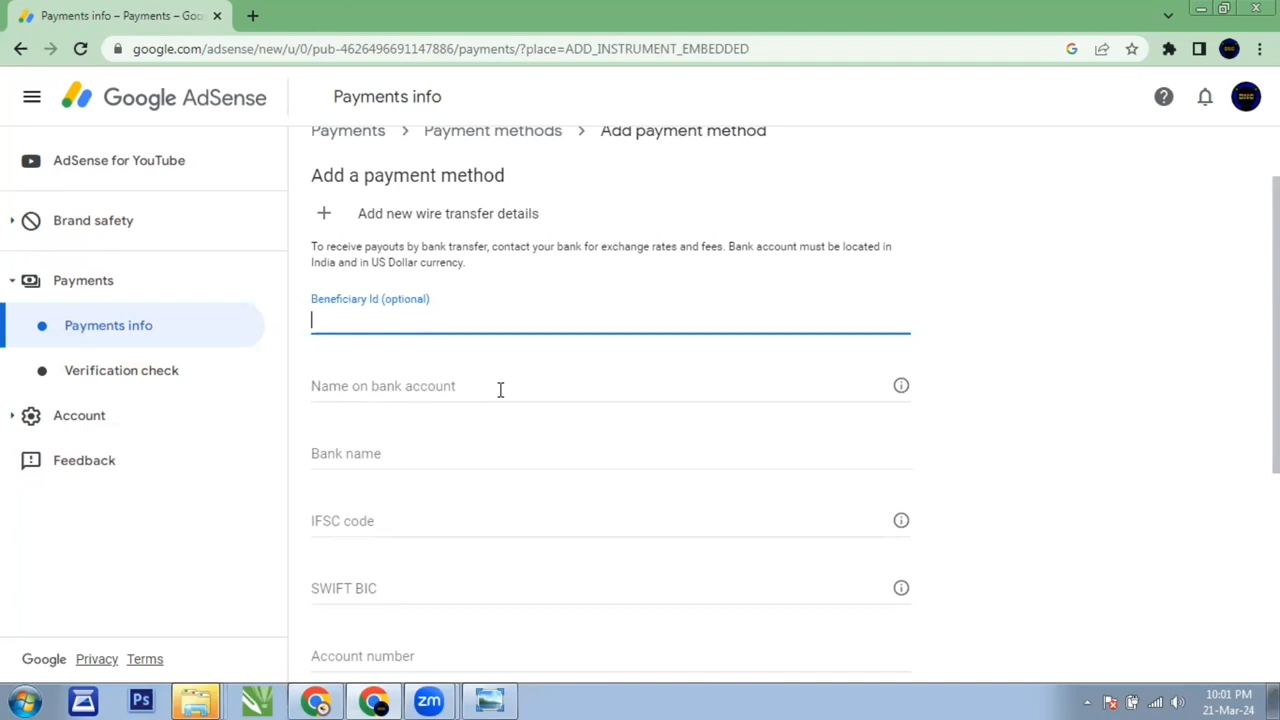 Payments info – Payments – Goo
google.com/adsense/new/u/0/pub-4626496691147886/payments/?place=ADD_INSTRUMENT_EMBEDDED
Google AdSense
Payments info
AdSense for YouTube
Brand safety
Payments
Payments info
Verification check
Account
Feedback
Google Privacy Terms
Payments > Payment methods > Add payment method
Add a payment method
+ Add new wire transfer details
To receive payouts by bank transfer, contact your bank for exchange rates and fees. Bank account must be located in
India and in US Dollar currency.
Beneficiary Id (optional)
Name on bank account
Bank name
IFSC code
SWIFT BIC
Account number
Ps
zm
10:01 PM
21-Mar-24